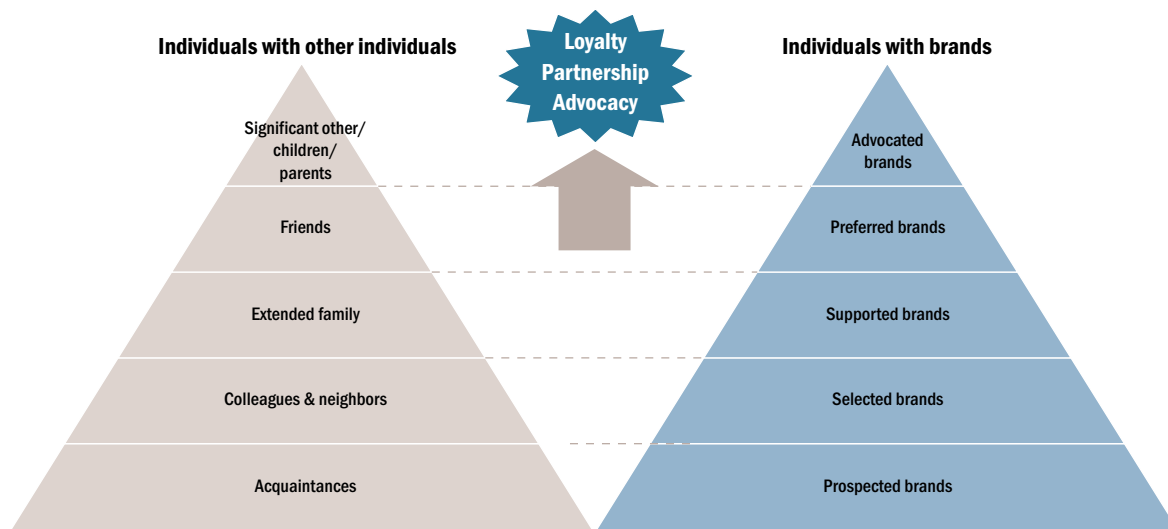 Individuals with other individuals
Loyalty
Partnership
Advocacy
Individuals with brands
Significant other/
children/
parents
Friends
Extended family
Colleagues & neighbors
Acquaintances
Advocated
brands
Preferred brands
Supported brands
Selected brands
Prospected brands